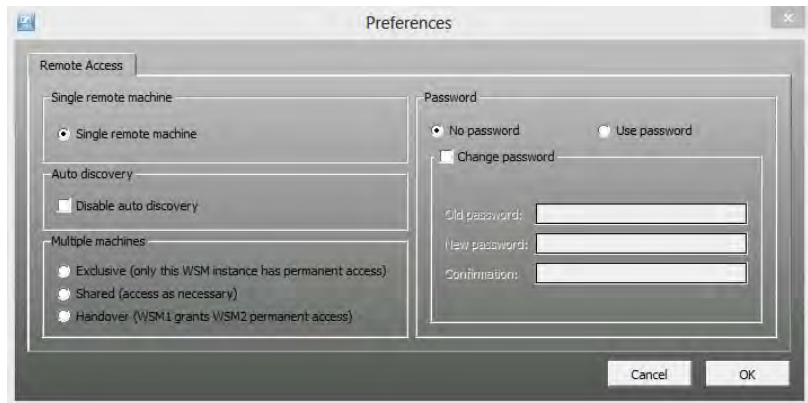 Preferences
Remote Access
Single remote machine
Single remote machine
Auto discovery
Disable auto discovery
Multiple machines
Exclusive (only this WSM instance has permanent access)
Shared (access as necessary)
Handover (WSM1 grants WSM2 permanent access)
Password
No password
Use password
Change password
Old password:
New password:
Confirmation:
Cancel
OK